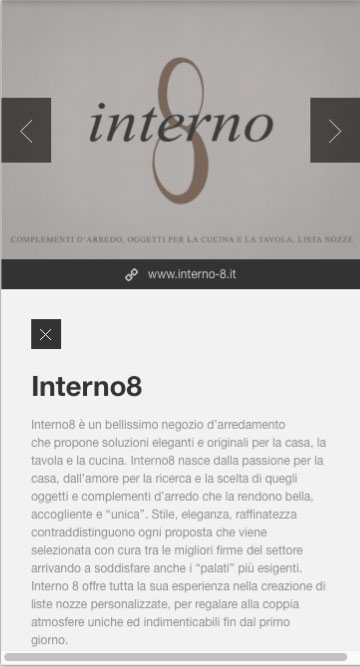 interno
8
COMPLEMENTI D'ARREDO, OGGETTI PER LA CUCINA E LA TAVOLA, LISTA NOZZE
www.interno-8.it
Interno8
Interno8 è un bellissimo negozio d'arredamento
che propone soluzioni eleganti e originali per la casa, la
tavola e la cucina. Interno8 nasce dalla passione per la
casa, dall'amore per la ricerca e la scelta di quegli
oggetti e complementi d'arredo che la rendono bella,
accogliente e “unica”. Stile, eleganza, raffinatezza
contraddistinguono ogni proposta che viene
selezionata con cura tra le migliori firme del settore
arrivando a soddisfare anche i “palati” più esigenti.
Interno 8 offre tutta la sua esperienza nella creazione di
liste nozze personalizzate, per regalare alla coppia
atmosfere uniche ed indimenticabili fin dal primo
giorno.